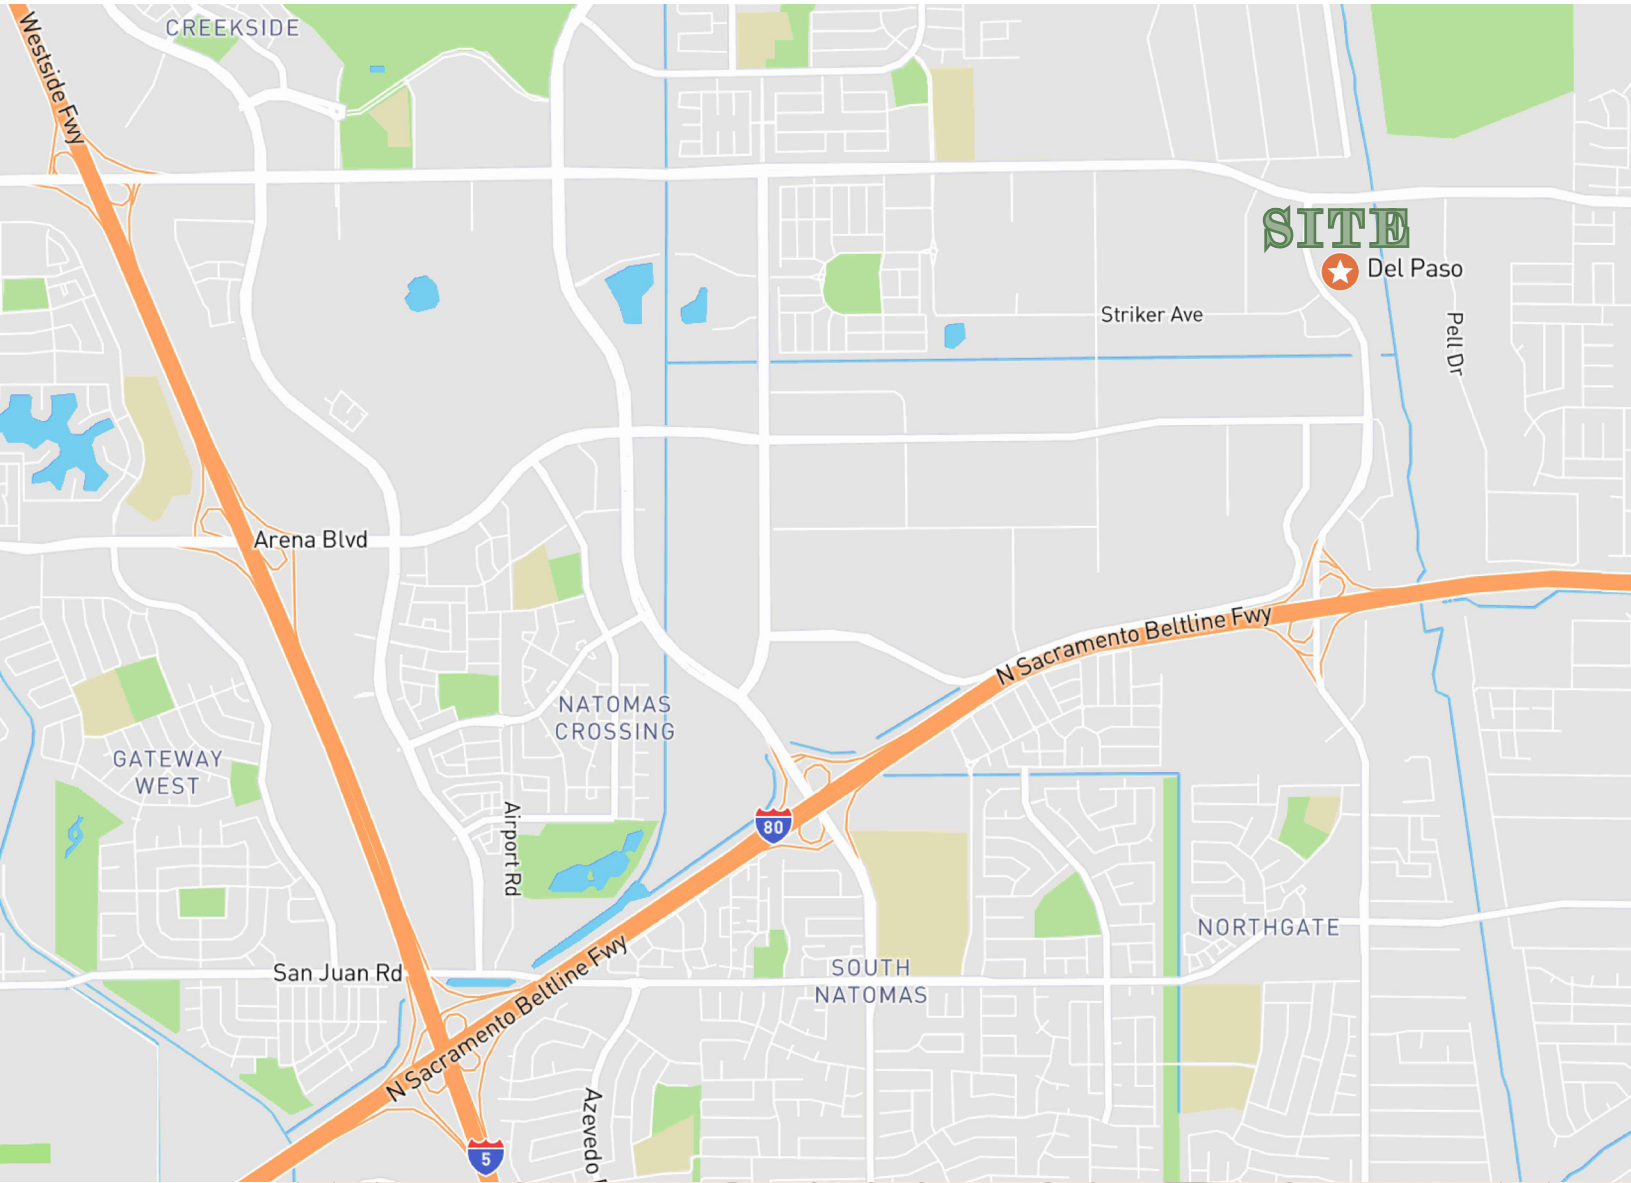 CREEKSIDE
Westside Fwy
SITE
Del Paso
Striker Ave
Pell Dr
Arena Blvd
N Sacramento Beltline Fwy
NATOMAS
CROSSING
GATEWAY
WEST
Airport Rd
80
NORTHGATE
San Juan Rd
SOUTH
NATOMAS
N Sacramento Beltline Fwy
Azevedo
5